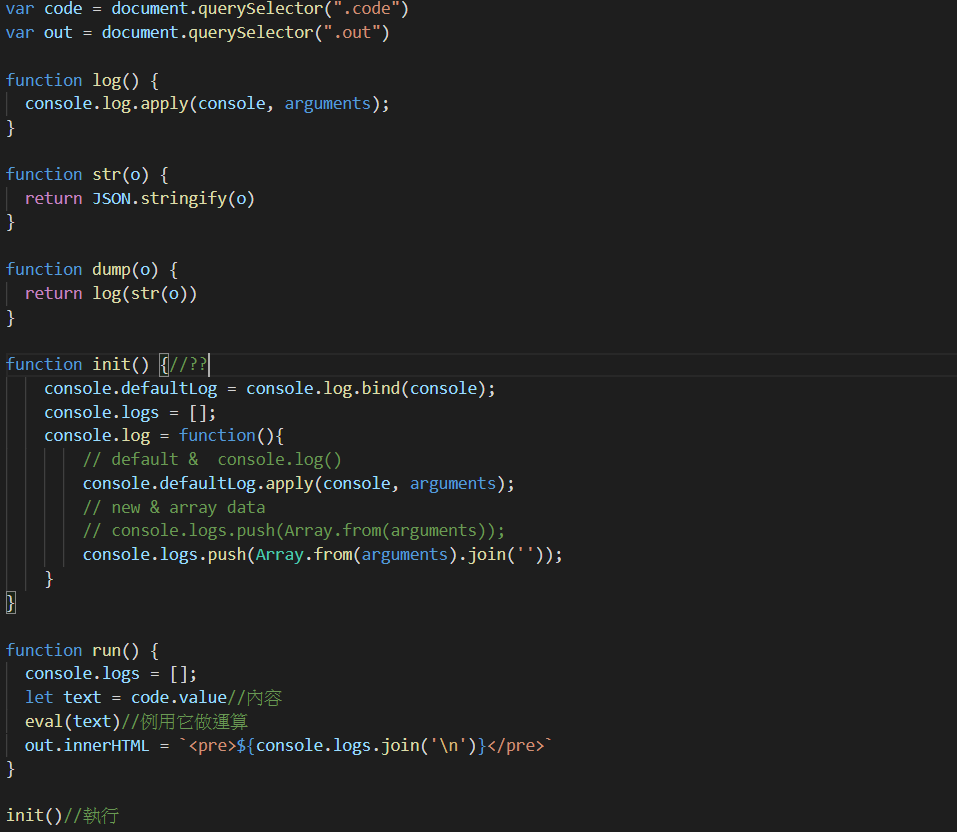 var code = document.querySelector(".code")
var out = document.querySelector(".out")
function log() {
console.log.apply(console, arguments);
}
function str(o) {
return JSON.stringify(o)
}
function dump(o) {
return log(str(o))
}
function init() {//??
console.defaultLog = console.log.bind(console);
console.logs = [];
console.log = function(){
// default &  console.log()
console.defaultLog.apply(console, arguments);
// new & array data
// console.logs.push(Array.from(arguments));
console.logs.push(Array.from(arguments).join(''));
}
}
function run() {
console.logs = [];
let text = code.value//內容
eval(text)//例用它做運算
out.innerHTML = `<pre>${console.logs.join('\n')}</pre>`
}
init()//執行